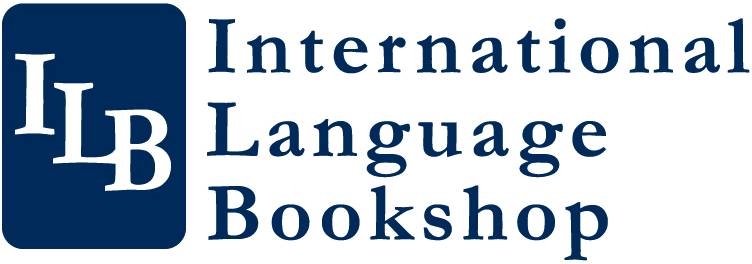 ILB
International
Language
Bookshop